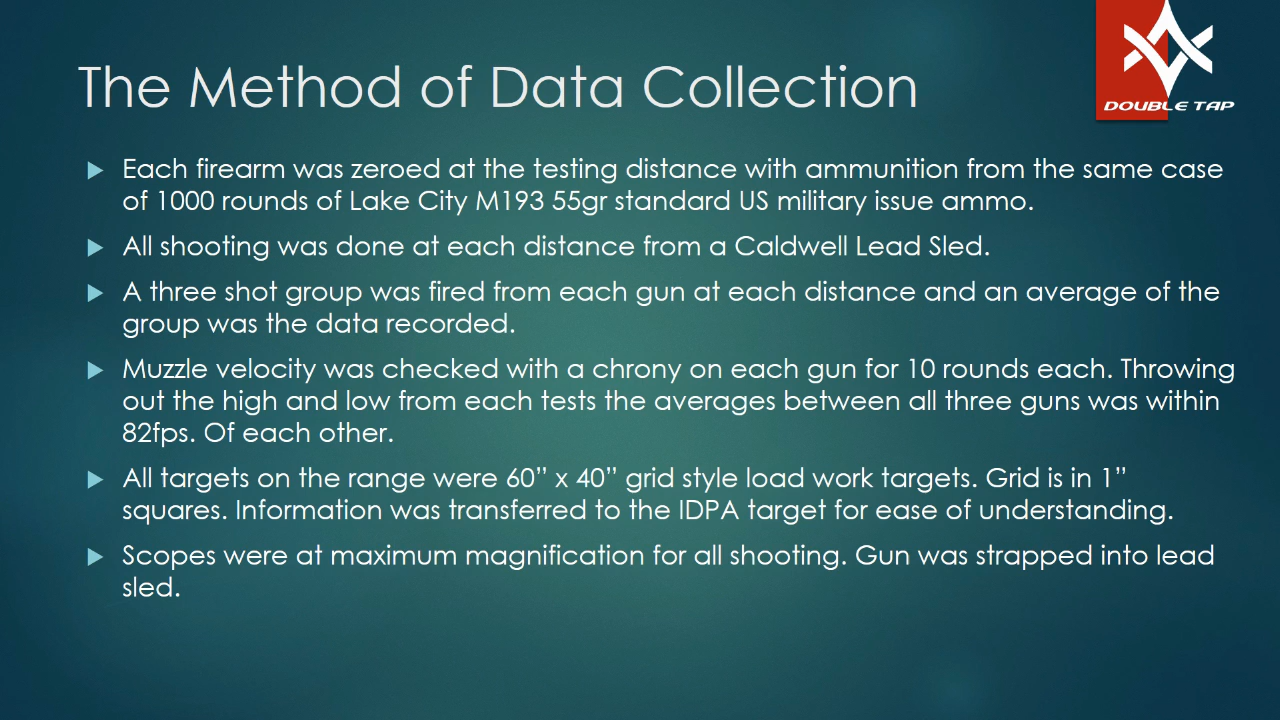 The Method of Data Collection
DOUBLE TAP
Each firearm was zeroed at the testing distance with ammunition from the same case
of 1000 rounds of Lake City M193 55gr standard US military issue ammo.
All shooting was done at each distance from a Caldwell Lead Sled.
A three shot group was fired from each gun at each distance and an average of the
group was the data recorded.
Muzzle velocity was checked with a chrony on each gun for 10 rounds each. Throwing
out the high and low from each tests the averages between all three guns was within
82fps. Of each other.
All targets on the range were 60” x 40” grid style load work targets. Grid is in 1”
squares. Information was transferred to the IDPA target for ease of understanding.
Scopes were at maximum magnification for all shooting. Gun was strapped into lead
sled.